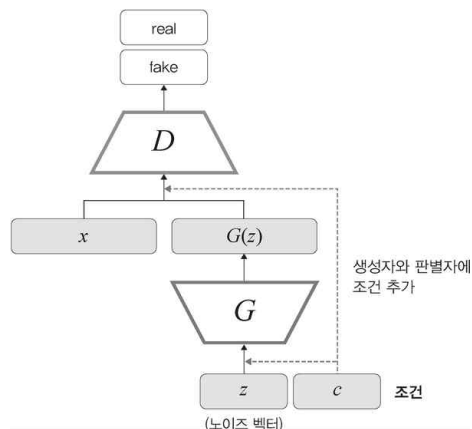 real
fake
D
x
G(z)
생성자와 판별자에
조건 추가
G
z
c
조건
(노이즈 벡터)